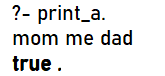 ?- print_a.
mom me dad
true .